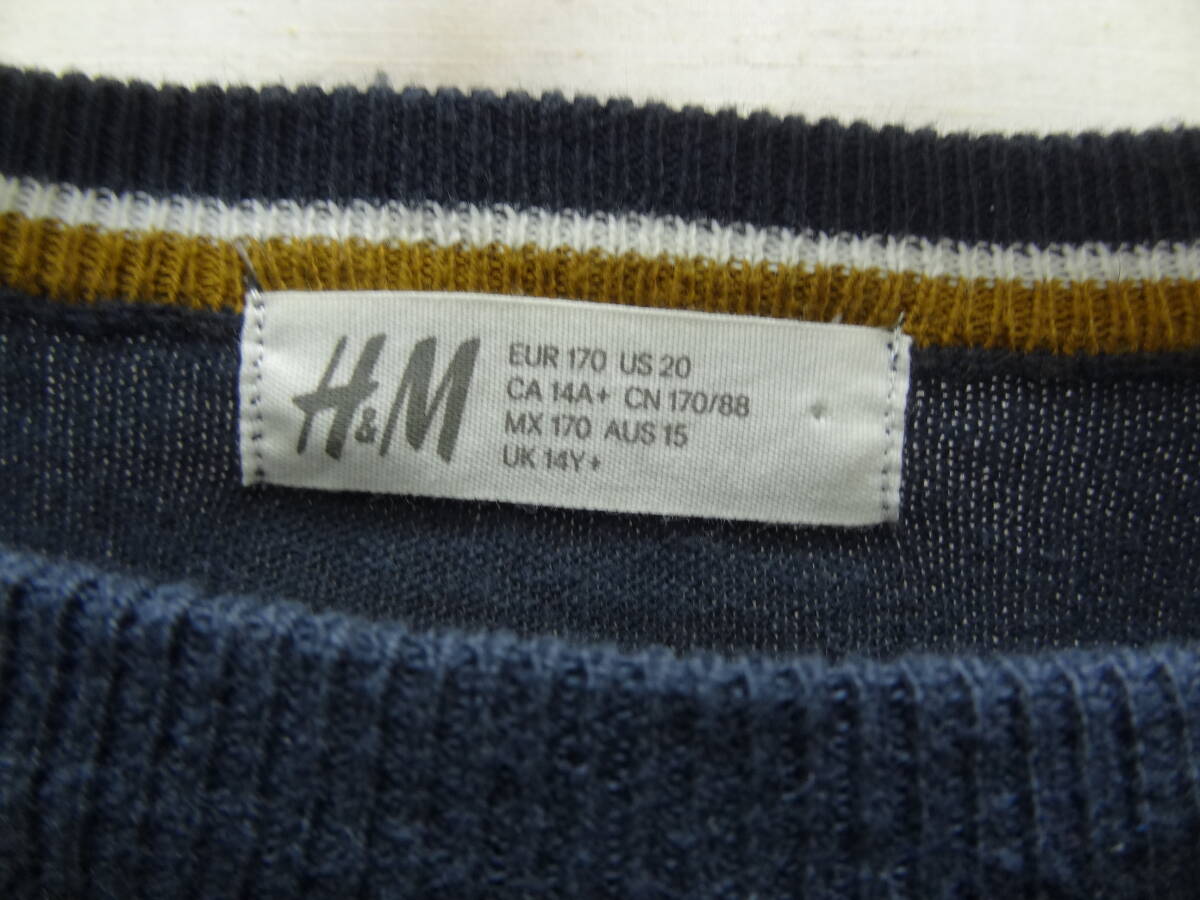 H&M
EUR 170 US 20
CA 14A+ CN 170/88
MX 170 AUS 15
UK 14Y+